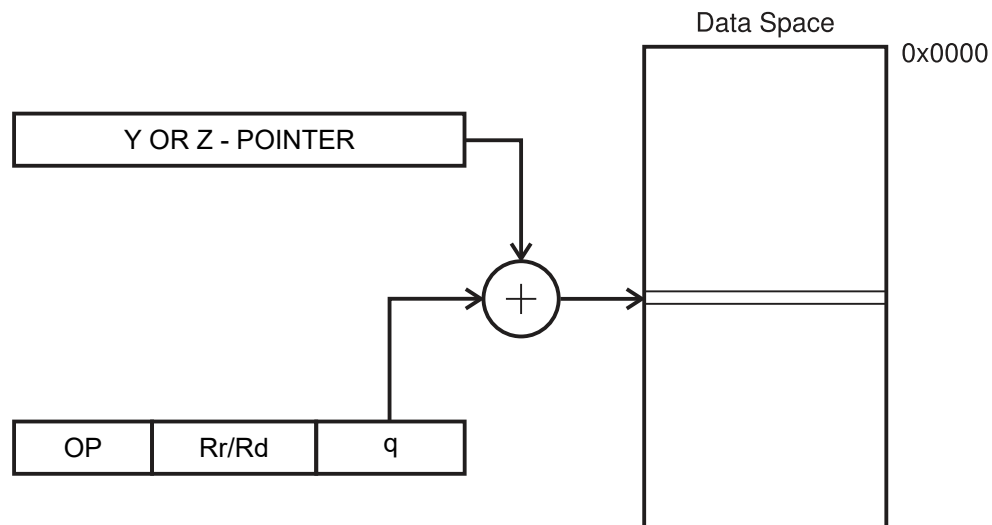 Data Space
0x0000
Y OR Z - POINTER
OP
Rr/Rd
q